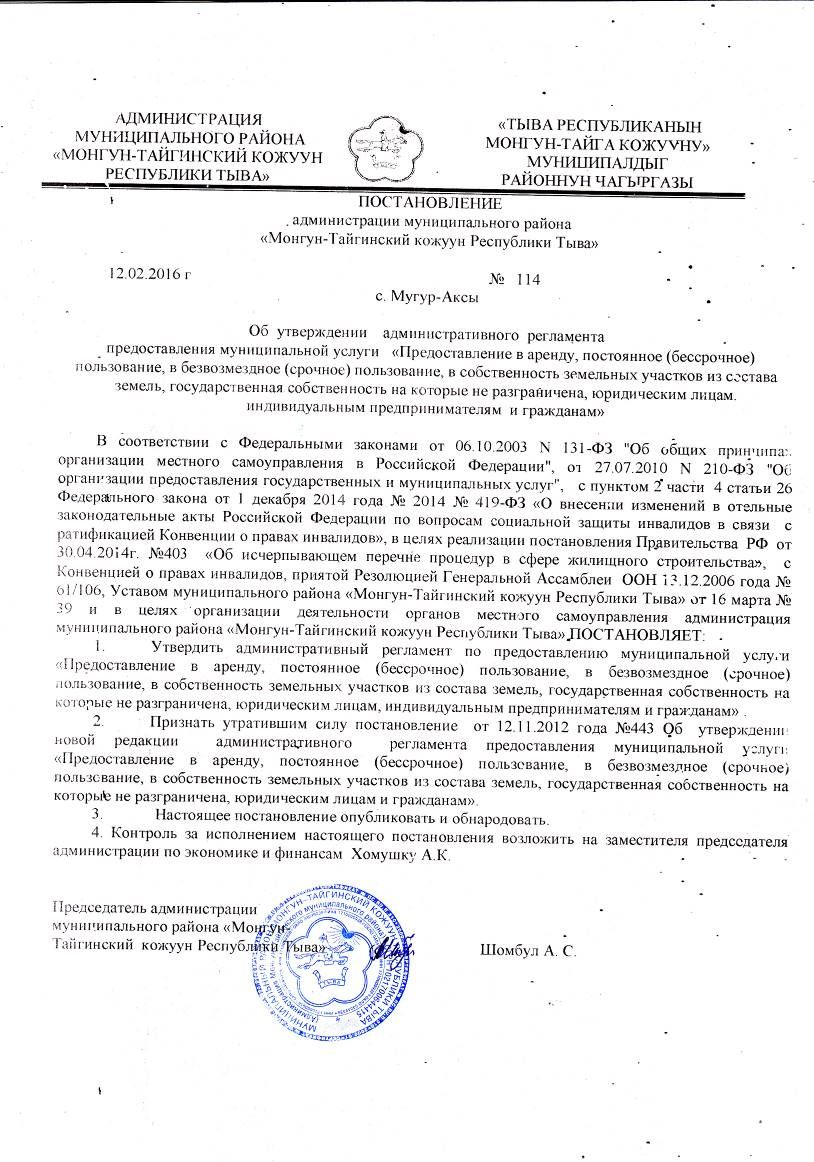 АДМИНИСТРАЦИЯ
МУНИЦИПАЛЬНОГО РАЙОНА
«МОНГУН-ТАЙГИНСКИЙ КОЖУУН
РЕСПУБЛИКИ ТЫВА»
«ТЫВА РЕСПУБЛИКАНЫН
МОНГУН-ТАЙГА КОЖУУНУ»
МУНИЦИПАЛДЫГ
РАЙОННУН ЧАГЫРГАЗЫ
ПОСТАНОВЛЕНИЕ
администрации муниципального района
«Монгун-Тайгинский кожуун Республики Тыва»
12.02.2016 г № 114
с. Мугур-Аксы
Об утверждении административного регламента
предоставления муниципальной услуги «Предоставление в аренду, постоянное (бессрочное)
пользование, в безвозмездное (срочное) пользование, в собственность земельных участков из состава
земель, государственная собственность на которые не разграничена, юридическим лицам.
индивидуальным предпринимателям и гражданам»
В соответствии с Федеральными законами от 06.10.2003 N 131-ФЗ "Об общих принципах
организации местного самоуправления в Российской Федерации", от 27.07.2010 N 210-ФЗ "Об
организации предоставления государственных и муниципальных услуг", с пунктом 2 части 4 статьи 26
Федерального закона от 1 декабря 2014 года № 2014 № 419-ФЗ «О внесении изменений в отельные
законодательные акты Российской Федерации по вопросам социальной защиты инвалидов в связи с
ратификацией Конвенции о правах инвалидов», в целях реализации постановления Правительства РФ от
30.04.2014г. №403 «Об исчерпывающем перечне процедур в сфере жилищного строительства», с
Конвенцией о правах инвалидов, приятой Резолюцией Генеральной Ассамблеи ООН 13.12.2006 года №
61/106, Уставом муниципального района «Монгун-Тайгинский кожуун Республики Тыва» от 16 марта №
39 и в целях организации деятельности органов местного самоуправления администрация
муниципального района «Монгун-Тайгинский кожуун Республики Тыва» ПОСТАНОВЛЯЕТ:
1. Утвердить административный регламент по предоставлению муниципальной услуги
«Предоставление в аренду, постоянное (бессрочное) пользование, в безвозмездное (срочное)
пользование, в собственность земельных участков из состава земель, государственная собственность на
которые не разграничена, юридическим лицам, индивидуальным предпринимателям и гражданам» .
2. Признать утратившим силу постановление от 12.11.2012 года №443 Об утверждении
новой редакции административного регламента предоставления муниципальной услуги
«Предоставление в аренду, постоянное (бессрочное) пользование, в безвозмездное (срочное)
пользование, в собственность земельных участков из состава земель, государственная собственность на
которые не разграничена, юридическим лицам и гражданам».
3. Настоящее постановление опубликовать и обнародовать.
4. Контроль за исполнением настоящего постановления возложить на заместителя председателя
администрации по экономике и финансам Хомушку А.К.
Председатель администрации
муниципального района «Монгун-
Тайгинский кожуун Республики Тыва»
Шомбул А. С.